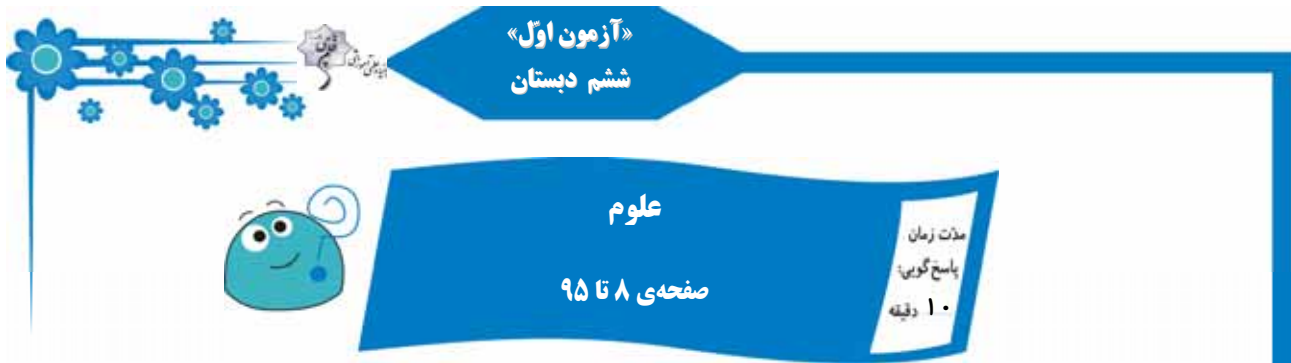 «آزمون اوّل»
ششم دبستان
علوم
صفحه‌ی ۸ تا ۹۵
مدّت زمان
پاسخ‌گویی:
۱۰ دقیقه